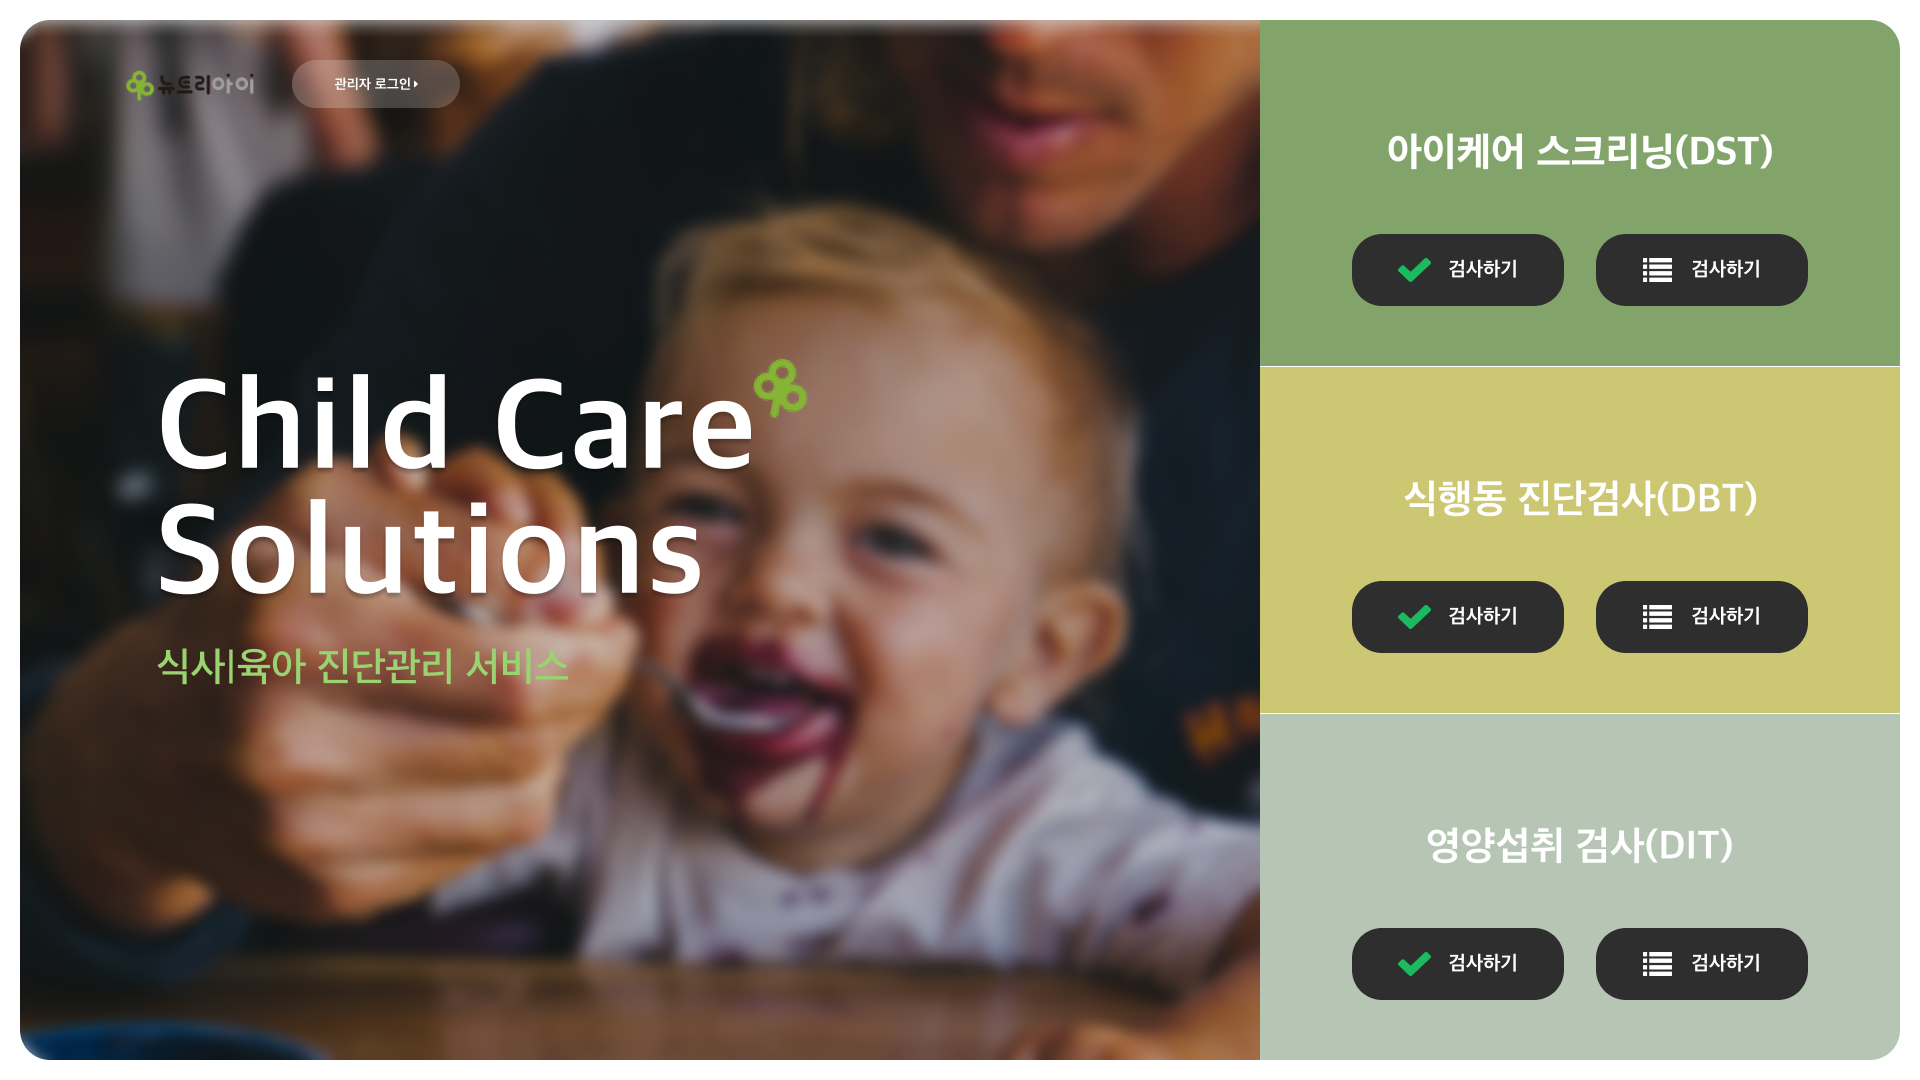 뉴트리아이
관리자 로그인
Child Care
Solutions
식사|육아 진단관리 서비스
아이케어 스크리닝(DST)
검사하기
검사하기
식행동 진단검사(DBT)
검사하기
검사하기
영양섭취 검사(DIT)
검사하기
검사하기